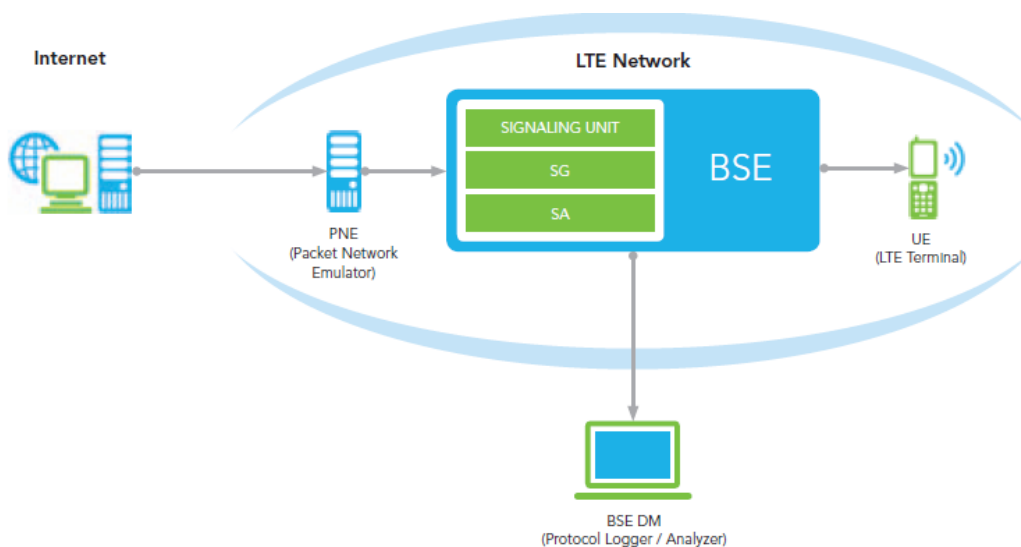 Internet
LTE Network
SIGNALING UNIT
SG
SA
BSE
PNE
(Packet Network
Emulator)
UE
(LTE Terminal)
BSE DM
(Protocol Logger / Analyzer)